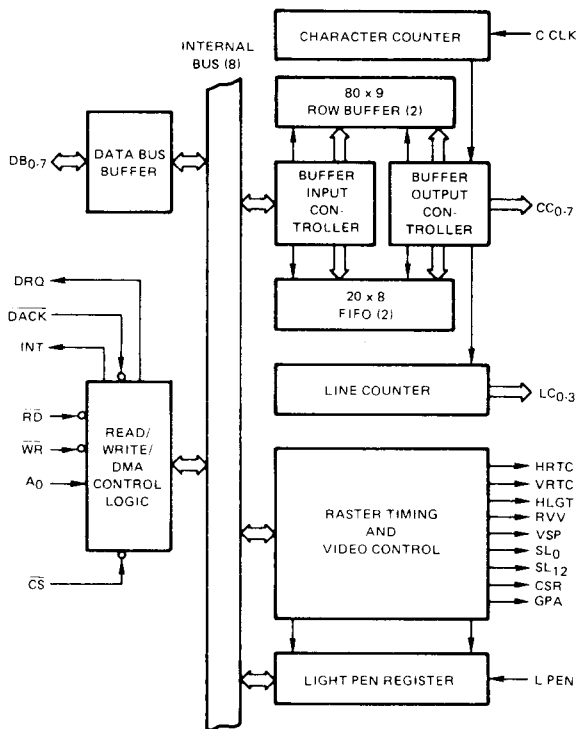 INTERNAL
BUS (8)
CHARACTER COUNTER
C CLK
80 x 9
ROW BUFFER (2)
DB0-7
DATA BUS
BUFFER
BUFFER
INPUT
CON-
TROLLER
BUFFER
OUTPUT
CON-
TROLLER
CC0-7
20 x 8
FIFO (2)
DRQ
DACK
INT
RD
WR
A0
CS
READ/
WRITE/
DMA
CONTROL
LOGIC
LINE COUNTER
LC0-3
RASTER TIMING
AND
VIDEO CONTROL
HRTC
VRTC
HLGT
RVV
VSP
SL0
SL12
CSR
GPA
LIGHT PEN REGISTER
L PEN